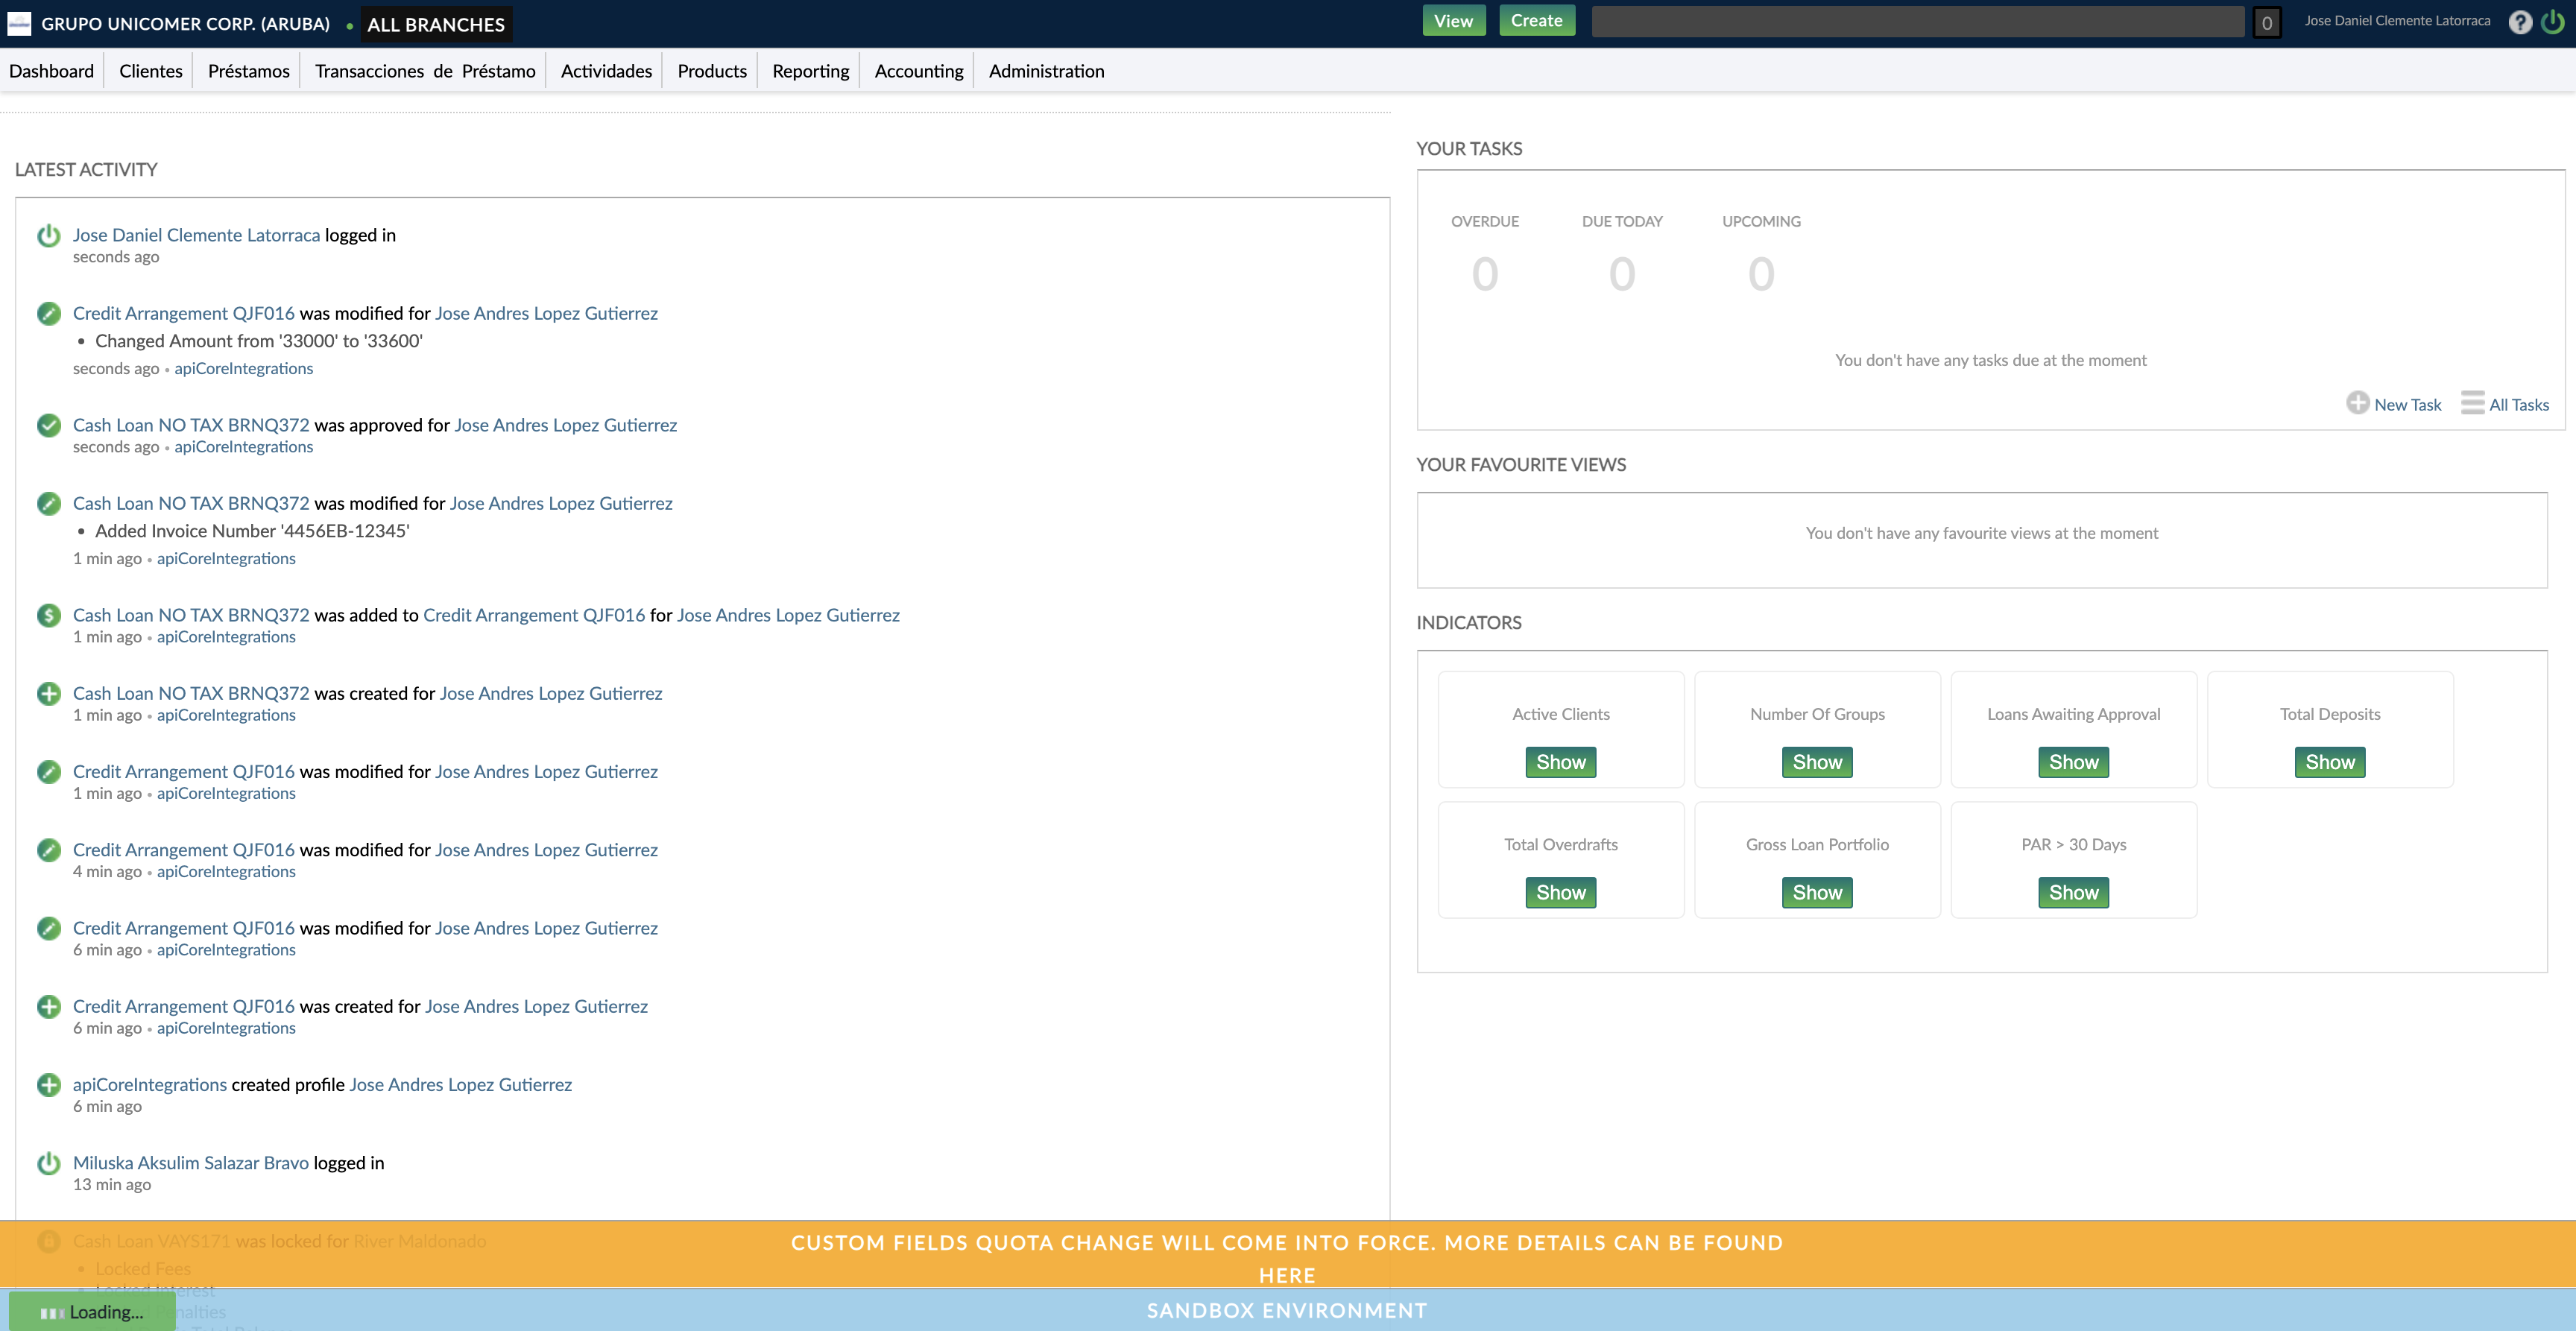 GRUPO UNICOMER CORP. (ARUBA) • ALL BRANCHES
View Create 0 Jose Daniel Clemente Latorraca ?
Dashboard Clientes Préstamos Transacciones de Préstamo Actividades Products Reporting Accounting Administration
LATEST ACTIVITY
Jose Daniel Clemente Latorraca logged in
seconds ago
Credit Arrangement QJF016 was modified for Jose Andres Lopez Gutierrez
• Changed Amount from '33000' to '33600'
seconds ago • apiCoreIntegrations
Cash Loan NO TAX BRNQ372 was approved for Jose Andres Lopez Gutierrez
seconds ago • apiCoreIntegrations
Cash Loan NO TAX BRNQ372 was modified for Jose Andres Lopez Gutierrez
• Added Invoice Number '4456EB-12345'
1 min ago • apiCoreIntegrations
Cash Loan NO TAX BRNQ372 was added to Credit Arrangement QJF016 for Jose Andres Lopez Gutierrez
1 min ago • apiCoreIntegrations
Cash Loan NO TAX BRNQ372 was created for Jose Andres Lopez Gutierrez
1 min ago • apiCoreIntegrations
Credit Arrangement QJF016 was modified for Jose Andres Lopez Gutierrez
1 min ago • apiCoreIntegrations
Credit Arrangement QJF016 was modified for Jose Andres Lopez Gutierrez
4 min ago • apiCoreIntegrations
Credit Arrangement QJF016 was modified for Jose Andres Lopez Gutierrez
6 min ago • apiCoreIntegrations
Credit Arrangement QJF016 was created for Jose Andres Lopez Gutierrez
6 min ago • apiCoreIntegrations
apiCoreIntegrations created profile Jose Andres Lopez Gutierrez
6 min ago
Miluska Aksulim Salazar Bravo logged in
13 min ago
Cash Loan VAYS171 was locked for River Maldonado
• Locked Fees
Locked Interest
YOUR TASKS
OVERDUE DUE TODAY UPCOMING
0 0 0
You don't have any tasks due at the moment
New Task All Tasks
YOUR FAVOURITE VIEWS
You don't have any favourite views at the moment
INDICATORS
Active Clients Number Of Groups Loans Awaiting Approval Total Deposits
Show Show Show Show
Total Overdrafts Gross Loan Portfolio PAR > 30 Days
Show Show Show
CUSTOM FIELDS QUOTA CHANGE WILL COME INTO FORCE. MORE DETAILS CAN BE FOUND
HERE
Loading...
SANDBOX ENVIRONMENT